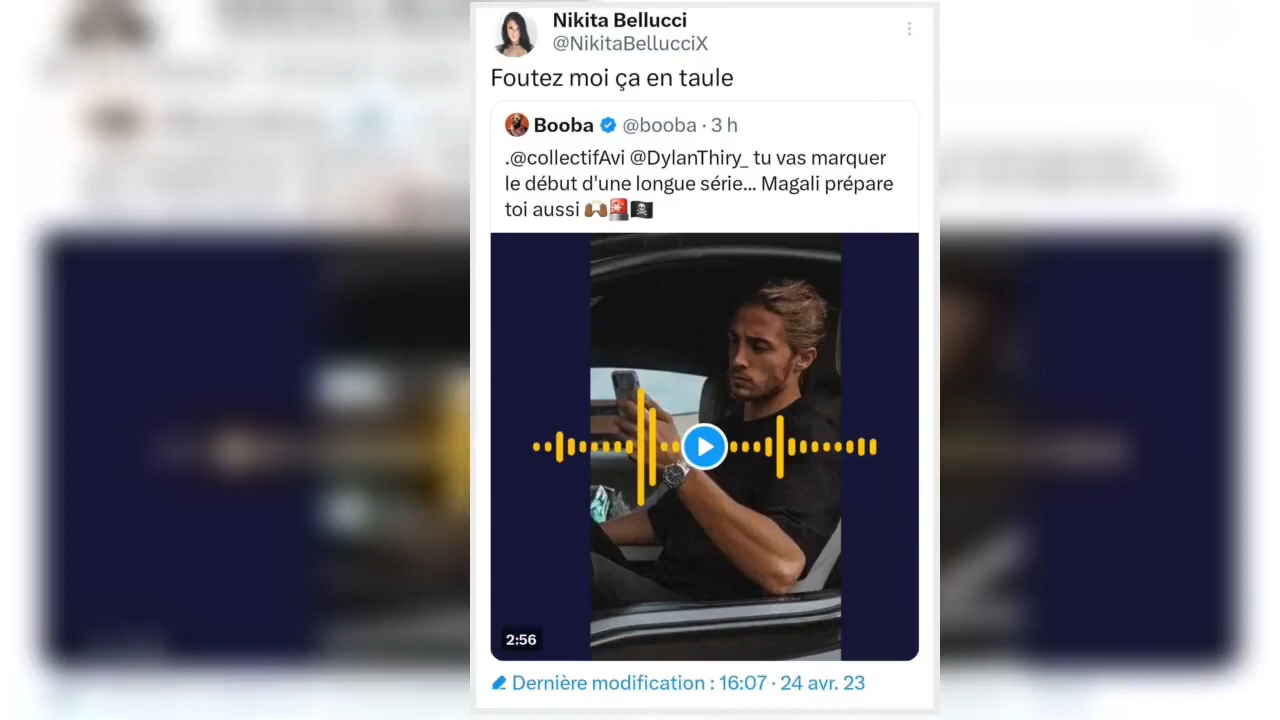 Nikita Bellucci
@NikitaBellucciX
Foutez moi ça en taule
Booba @booba · 3 h
.@collectifAvi @DylanThiry_ tu vas marquer
le début d'une longue série... Magali prépare
toi aussi 🙌🏾🚨🏴‍☠️
2:56
Dernière modification : 16:07 · 24 avr. 23